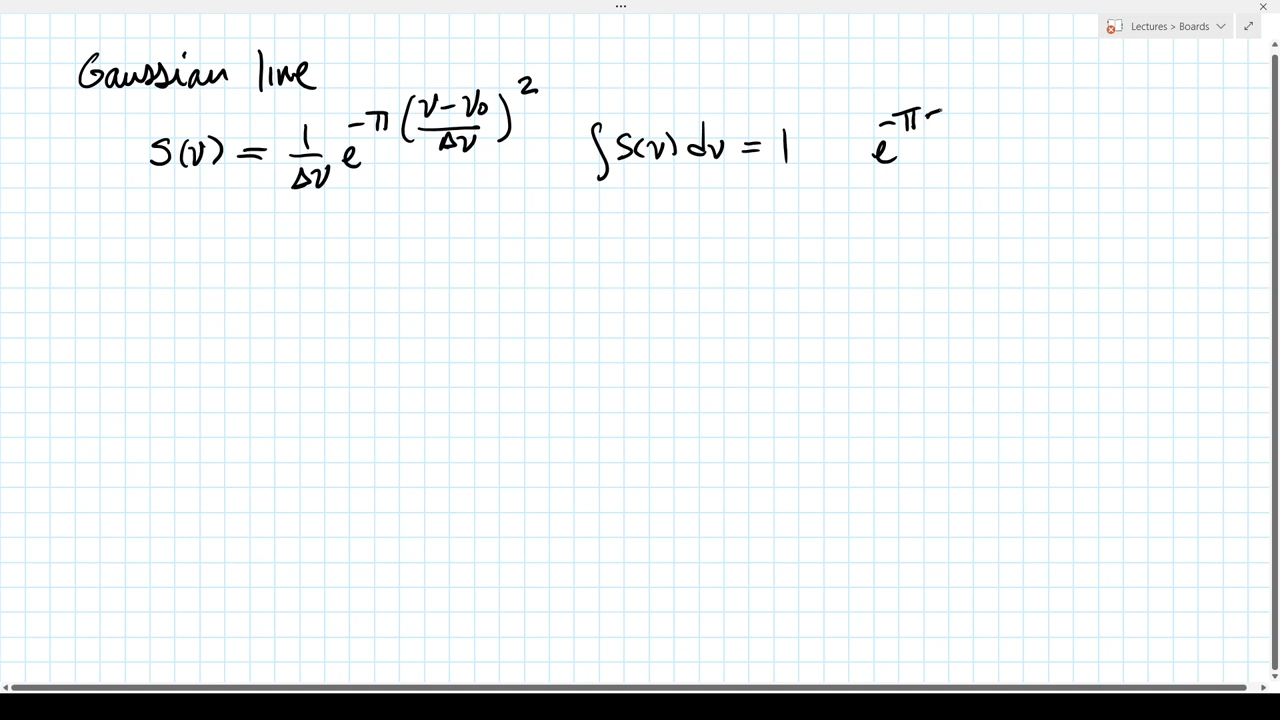 Lectures > Boards
Gaussian line
S(ν) = 1/Δν e^{-π((ν-ν₀)/Δν)^2} ∫S(ν) dν = 1 e^{-π